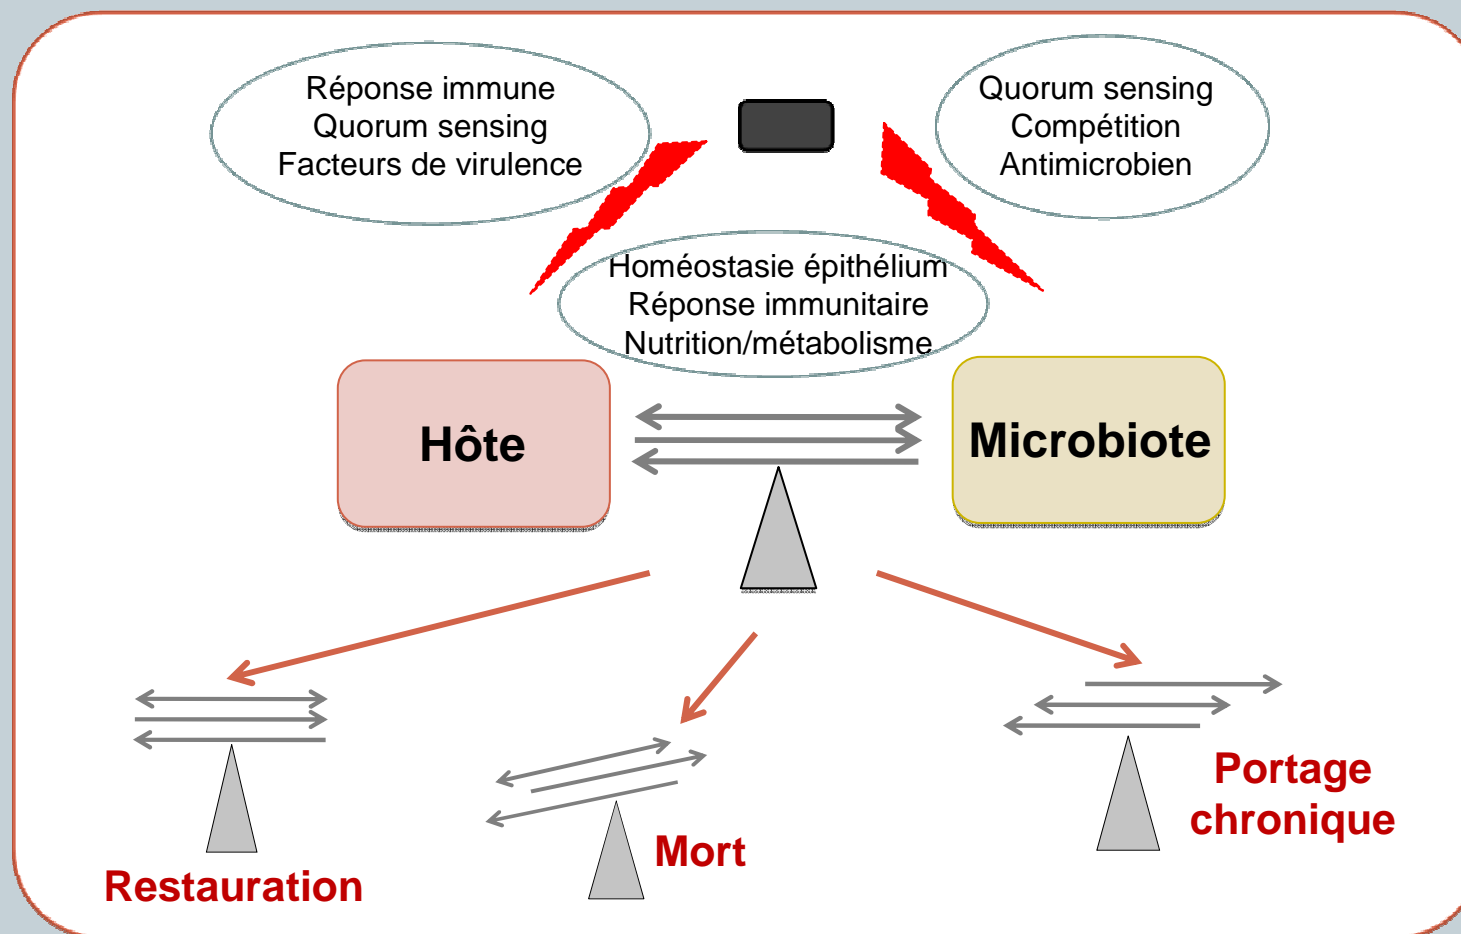 Réponse immune
Quorum sensing
Facteurs de virulence
Quorum sensing
Compétition
Antimicrobien
Homéostasie épithélium
Réponse immunitaire
Nutrition/métabolisme
Hôte
Microbiote
Restauration
Mort
Portage
chronique